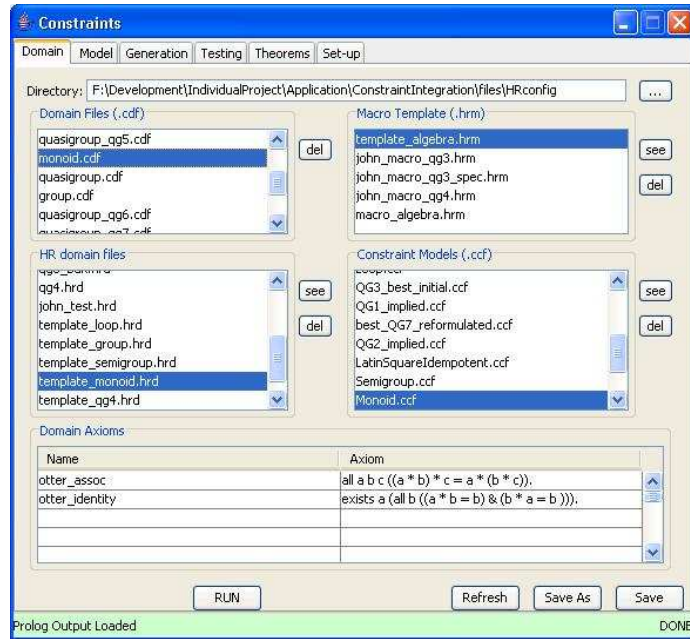 Constraints
Domain Model Generation Testing Theorems Set-up
Directory: F:\Development\IndividualProject\Application\ConstraintIntegration\files\HRconfig ...
Domain Files (.cdf)
quasigroup_qg5.cdf
monoid.cdf
quasigroup.cdf
group.cdf
quasigroup_qg6.cdf
quasigroup_qg7.cdf
del
Macro Template (.hrm)
template_algebra.hrm
john_macro_qg3.hrm
john_macro_qg3_spec.hrm
john_macro_qg4.hrm
macro_algebra.hrm
see
del
HR domain files
qg4.hrd
john_test.hrd
template_loop.hrd
template_group.hrd
template_semigroup.hrd
template_monoid.hrd
template_qg4.hrd
see
del
Constraint Models (.ccf)
QG3_best_initial.ccf
QG1_implied.ccf
best_QG7_reformulated.ccf
QG2_implied.ccf
LatinSquareIdempotent.ccf
Semigroup.ccf
Monoid.ccf
see
del
Domain Axioms
Name Axiom
otter_assoc all a b c ((a * b) * c = a * (b * c)).
otter_identity exists a (all b ((a * b = b) & (b * a = b ))).
RUN Refresh Save As Save
Prolog Output Loaded DONE